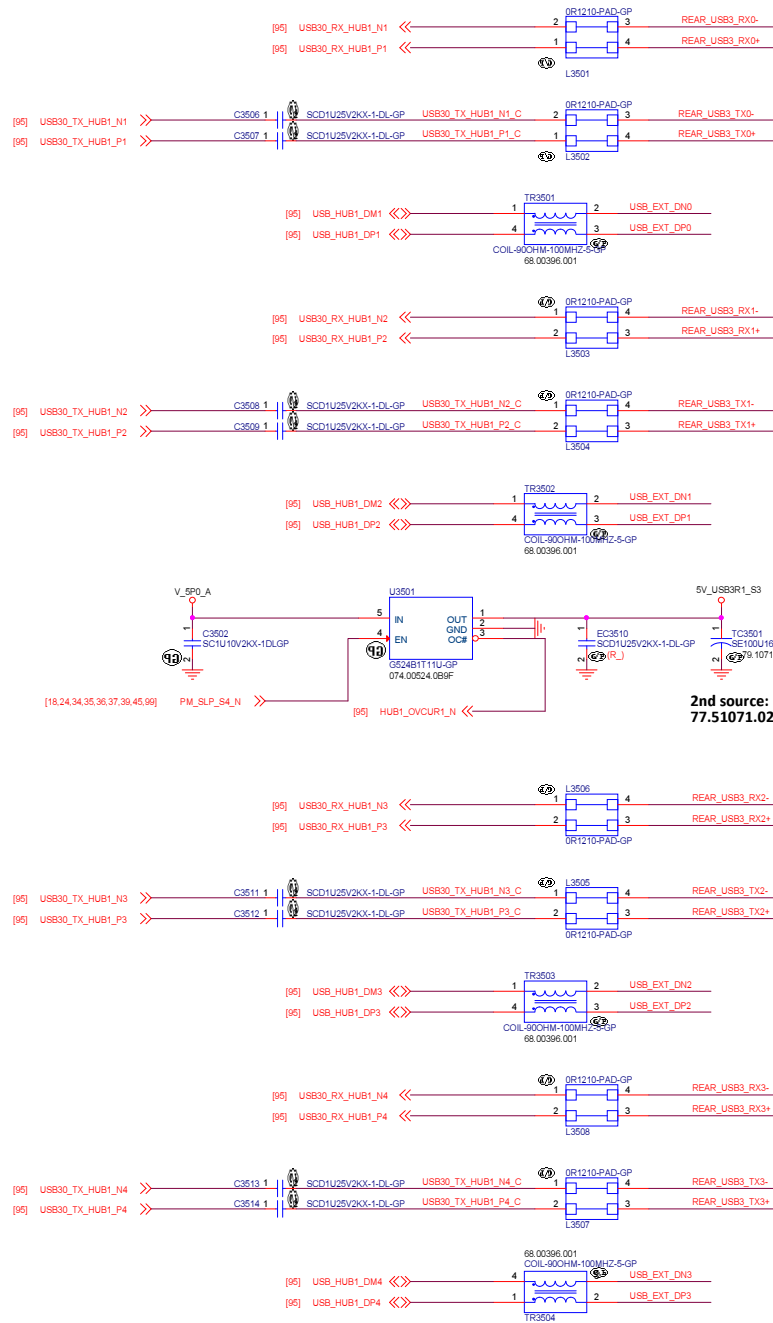 0R1210-PAD-GP
[95] USB30_RX_HUB1_N1 2 3 REAR_USB3_RX0-
[95] USB30_RX_HUB1_P1 1 4 REAR_USB3_RX0+
L3501
0R1210-PAD-GP
[95] USB30_TX_HUB1_N1 C3506 1 SCD1U25V2KX-1-DL-GP USB30_TX_HUB1_N1_C 2 3 REAR_USB3_TX0-
[95] USB30_TX_HUB1_P1 C3507 1 SCD1U25V2KX-1-DL-GP USB30_TX_HUB1_P1_C 1 4 REAR_USB3_TX0+
L3502
TR3501
[95] USB_HUB1_DM1 1 2 USB_EXT_DN0
[95] USB_HUB1_DP1 4 3 USB_EXT_DP0
COIL-90OHM-100MHZ-5-GP
68.00396.001
0R1210-PAD-GP
[95] USB30_RX_HUB1_N2 1 4 REAR_USB3_RX1-
[95] USB30_RX_HUB1_P2 2 3 REAR_USB3_RX1+
L3503
0R1210-PAD-GP
[95] USB30_TX_HUB1_N2 C3508 1 SCD1U25V2KX-1-DL-GP USB30_TX_HUB1_N2_C 1 4 REAR_USB3_TX1-
[95] USB30_TX_HUB1_P2 C3509 1 SCD1U25V2KX-1-DL-GP USB30_TX_HUB1_P2_C 2 3 REAR_USB3_TX1+
L3504
TR3502
[95] USB_HUB1_DM2 1 2 USB_EXT_DN1
[95] USB_HUB1_DP2 4 3 USB_EXT_DP1
COIL-90OHM-100MHZ-5-GP
68.00396.001
V_5P0_A U3501 5V_USB3R1_S3
5 IN OUT 1
GND 2
4 EN OC# 3
1 C3502 1 EC3510 1 TC3501
SC1U10V2KX-1DLGP SCD1U25V2KX-1-DL-GP SE100U16
2 G524B1T11U-GP 2 (R_) 2 79.1071
074.00524.0B9F
[18,24,34,35,36,37,39,45,99] PM_SLP_S4_N
[95] HUB1_OVCUR1_N
2nd source:
77.51071.02
L3506
[95] USB30_RX_HUB1_N3 1 4 REAR_USB3_RX2-
[95] USB30_RX_HUB1_P3 2 3 REAR_USB3_RX2+
0R1210-PAD-GP
L3505
[95] USB30_TX_HUB1_N3 C3511 1 SCD1U25V2KX-1-DL-GP USB30_TX_HUB1_N3_C 1 4 REAR_USB3_TX2-
[95] USB30_TX_HUB1_P3 C3512 1 SCD1U25V2KX-1-DL-GP USB30_TX_HUB1_P3_C 2 3 REAR_USB3_TX2+
0R1210-PAD-GP
TR3503
[95] USB_HUB1_DM3 1 2 USB_EXT_DN2
[95] USB_HUB1_DP3 4 3 USB_EXT_DP2
COIL-90OHM-100MHZ-5-GP
68.00396.001
0R1210-PAD-GP
[95] USB30_RX_HUB1_N4 1 4 REAR_USB3_RX3-
[95] USB30_RX_HUB1_P4 2 3 REAR_USB3_RX3+
L3508
0R1210-PAD-GP
[95] USB30_TX_HUB1_N4 C3513 1 SCD1U25V2KX-1-DL-GP USB30_TX_HUB1_N4_C 1 4 REAR_USB3_TX3-
[95] USB30_TX_HUB1_P4 C3514 1 SCD1U25V2KX-1-DL-GP USB30_TX_HUB1_P4_C 2 3 REAR_USB3_TX3+
L3507
68.00396.001
COIL-90OHM-100MHZ-5-GP
[95] USB_HUB1_DM4 4 USB_EXT_DN3
[95] USB_HUB1_DP4 1 2 USB_EXT_DP3
TR3504